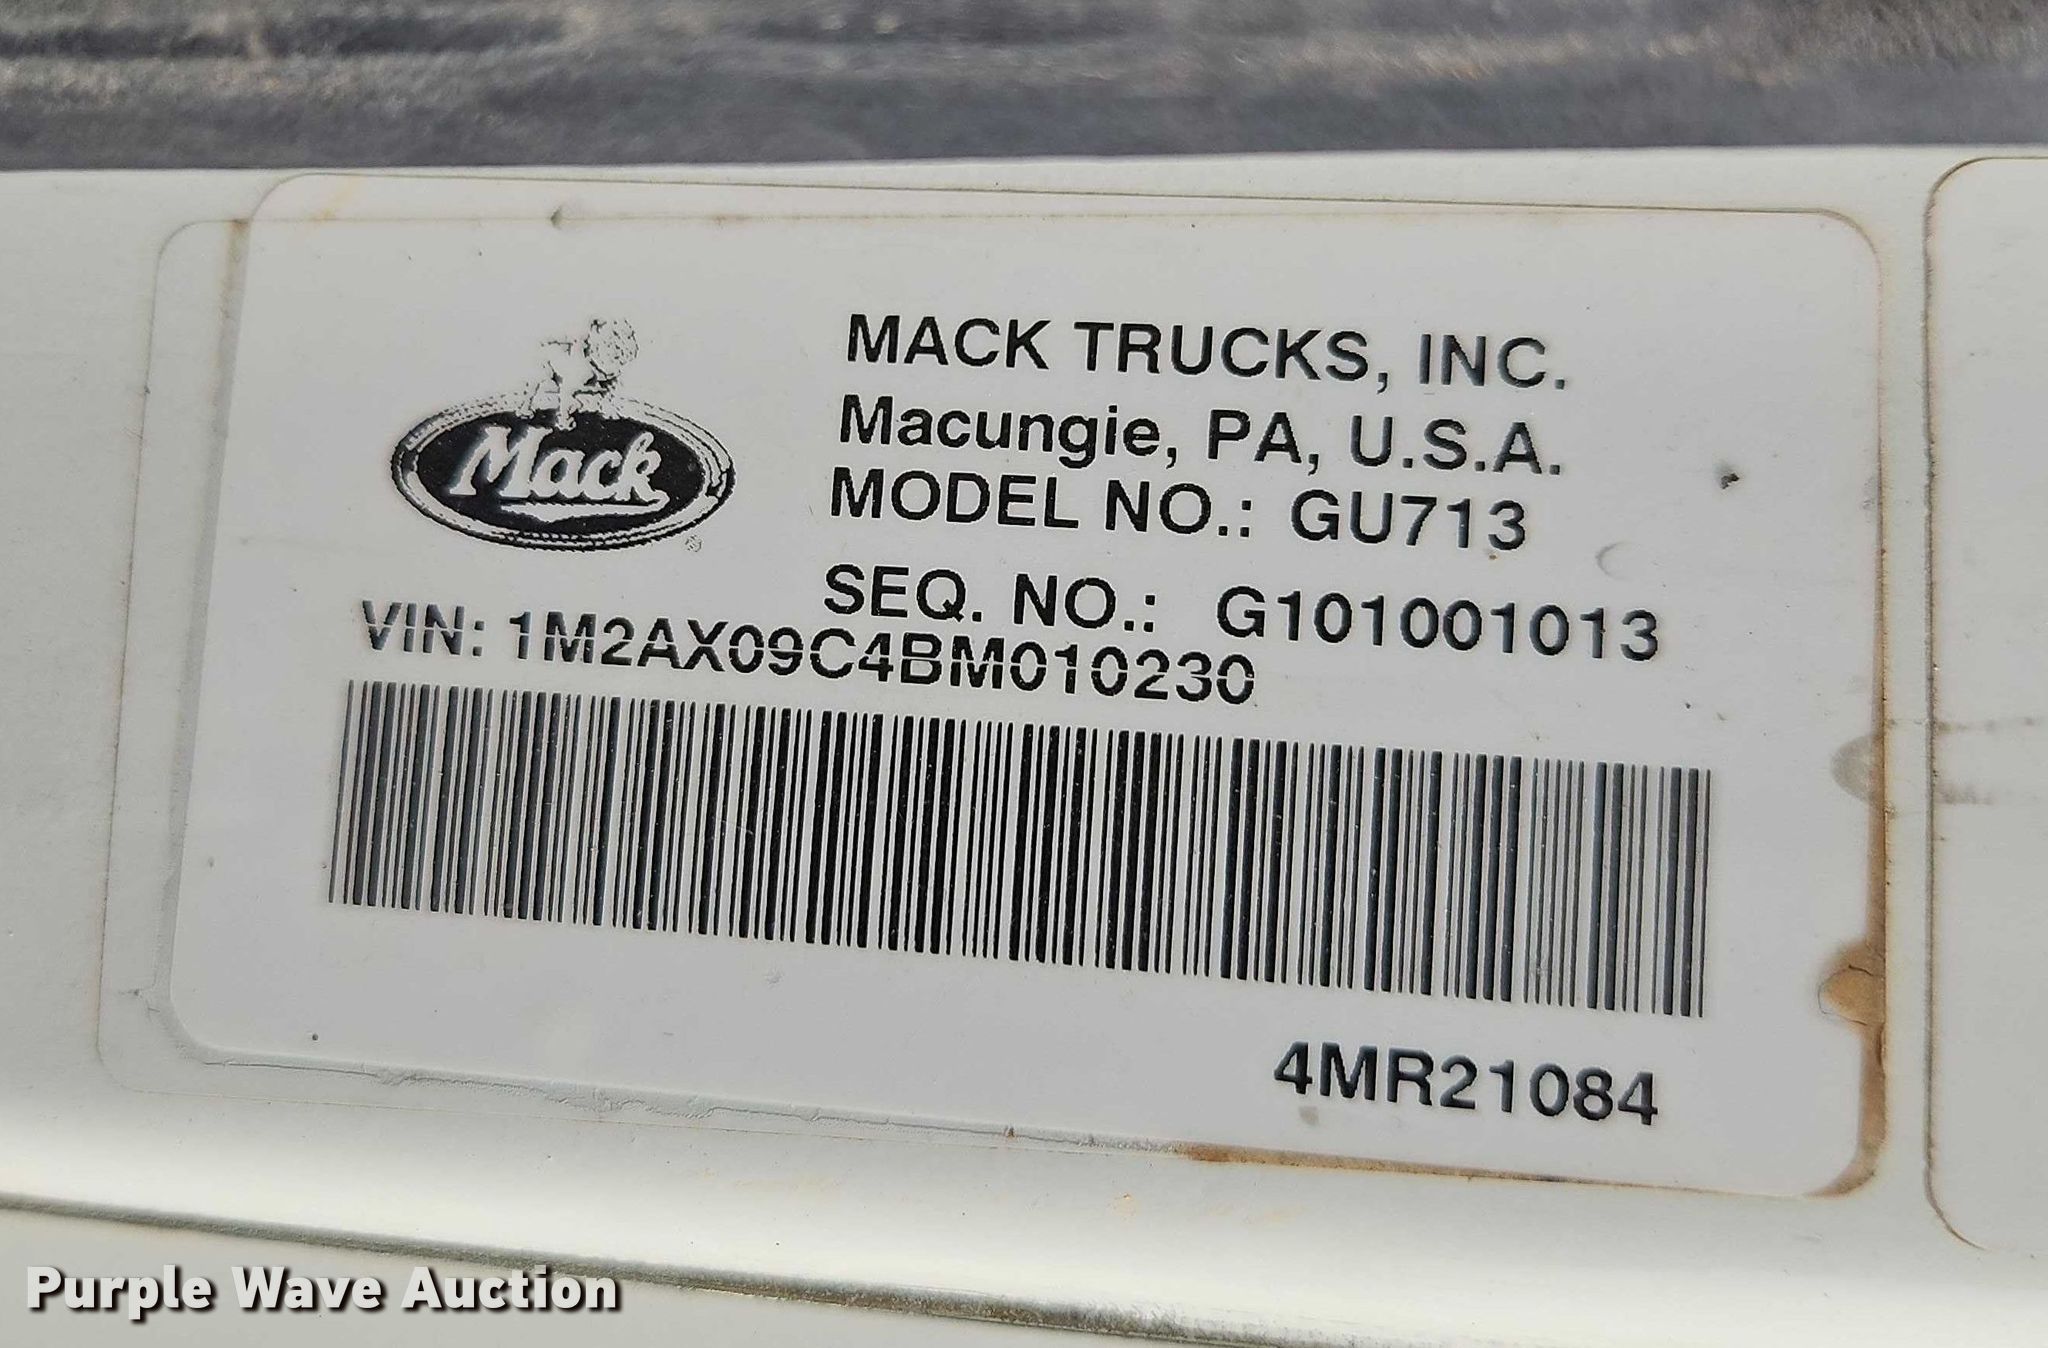 MACK TRUCKS, INC.
Macungie, PA, U.S.A.
MODEL NO.: GU713
SEQ. NO.: G101001013
VIN: 1M2AX09C4BM010230
Mack
®
4MR21084
Purple Wave Auction